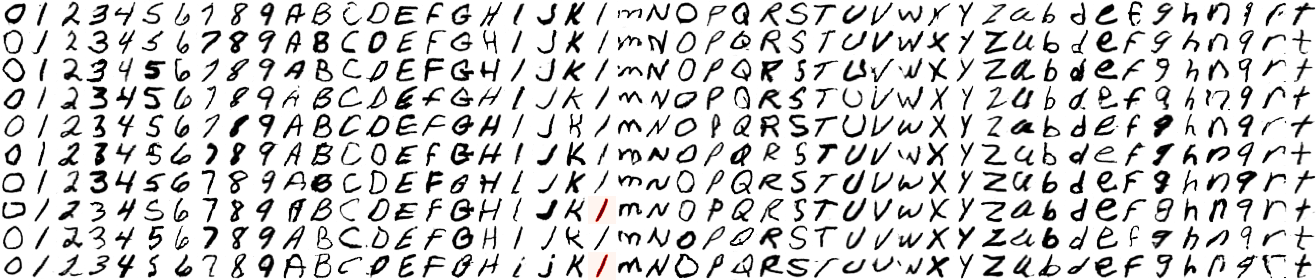 0 1 2 3 4 5 6 7 8 9 A B C D E F G H I J K l m N O P Q R S T U V W X Y Z a b d e f g h n q r t
0 1 2 3 4 5 6 7 8 9 A B C D E F G H I J K l m N O P Q R S T U V W X Y Z a b d e f g h n q r t
0 1 2 3 4 5 6 7 8 9 A B C D E F G H I J K l m N O P Q R S T U V W X Y Z a b d e f g h n q r t
0 1 2 3 4 5 6 7 8 9 A B C D E F G H I J K l m N O P Q R S T U V W X Y Z a b d e f g h n q r t
0 1 2 3 4 5 6 7 8 9 A B C D E F G H I J K l m N O P Q R S T U V W X Y Z a b d e f g h n q r t
0 1 2 3 4 5 6 7 8 9 A B C D E F G H I J K l m N O P Q R S T U V W X Y Z a b d e f g h n q r t
0 1 2 3 4 5 6 7 8 9 A B C D E F G H I J K l m N O P Q R S T U V W X Y Z a b d e f g h n q r t
0 1 2 3 4 5 6 7 8 9 A B C D E F G H I J K l m N O P Q R S T U V W X Y Z a b d e f g h n q r t
0 1 2 3 4 5 6 7 8 9 A B C D E F G H I J K l m N O P Q R S T U V W X Y Z a b d e f g h n q r t
0 1 2 3 4 5 6 7 8 9 A B C D E F G H i j K l m N O P Q R S T U V W X Y Z a b d e f g h n q r t